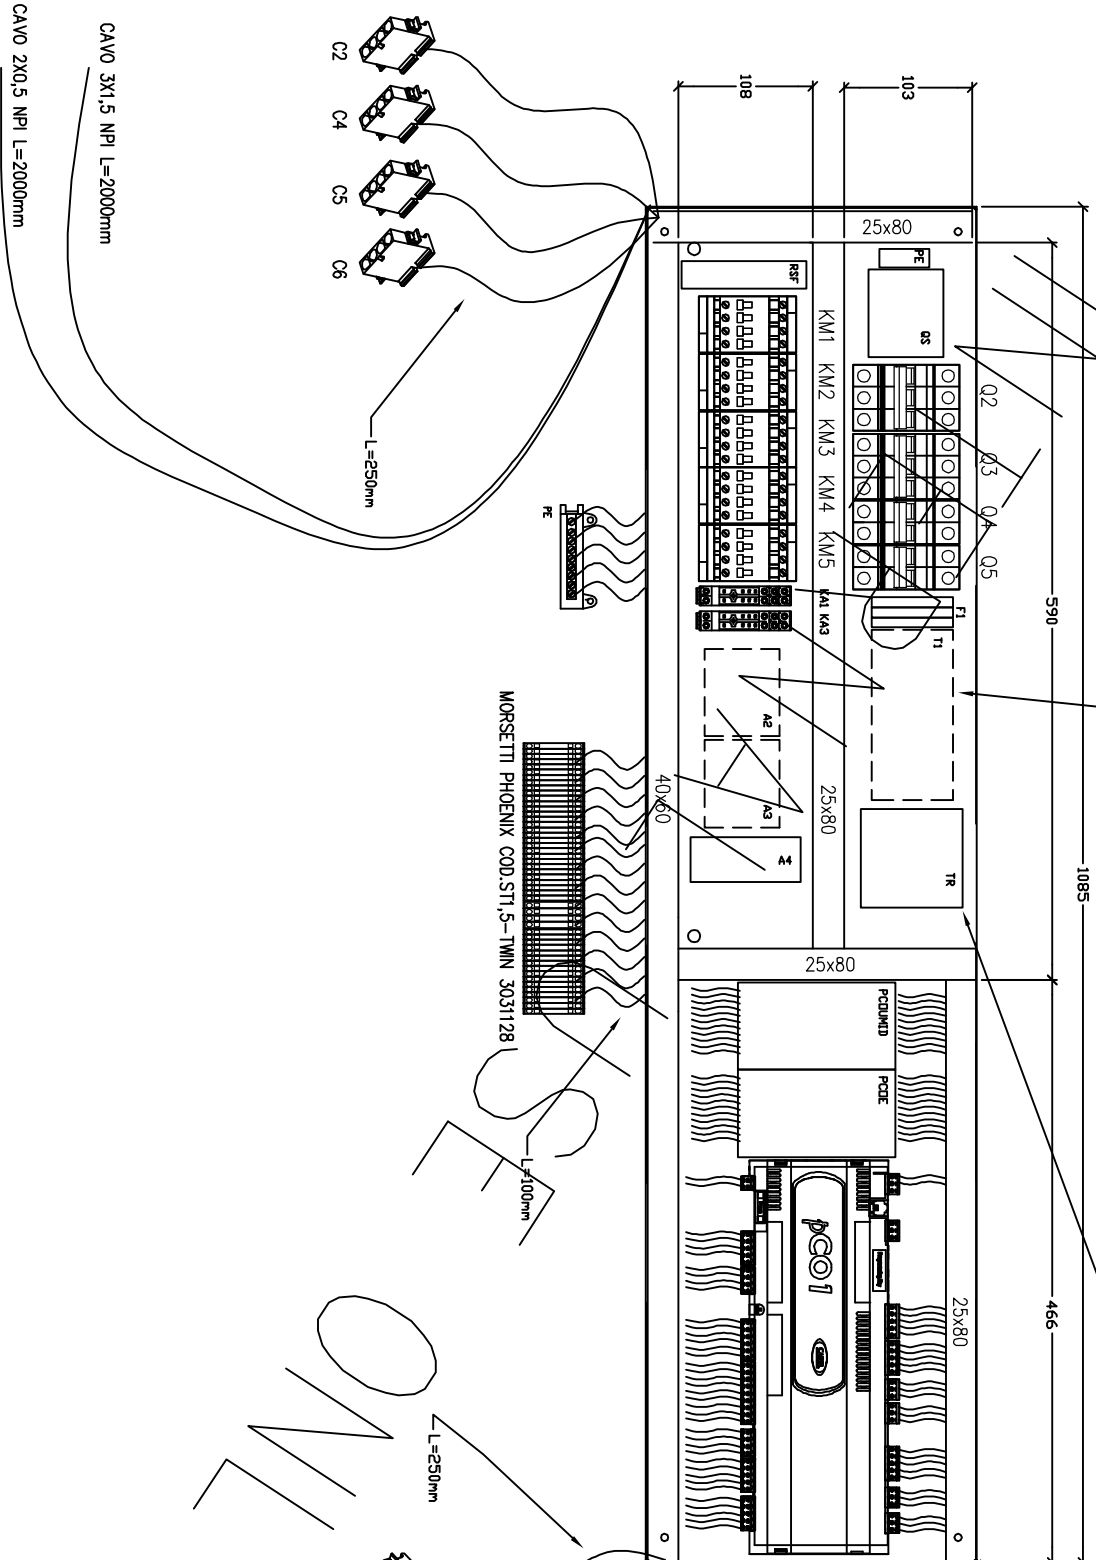 CAVO 2X0,5 NPI L=2000mm
CAVO 3X1,5 NPI L=2000mm
C2
C4
C5
C6
L=250mm
108
103
25x80
PE
RSF
QS
KM1
KM2
KM3
KM4
KM5
Q2
Q3
Q4
Q5
PE
KA1 KA3
F1
T1
590
1085
A2
A3
A4
TR
40x60
25x80
25x80
MORSETTI PHOENIX COD.ST1,5-TWIN 3031128
L=100mm
PCOUMID
PCOE
pCO1
CAREL
25x80
466
L=250mm